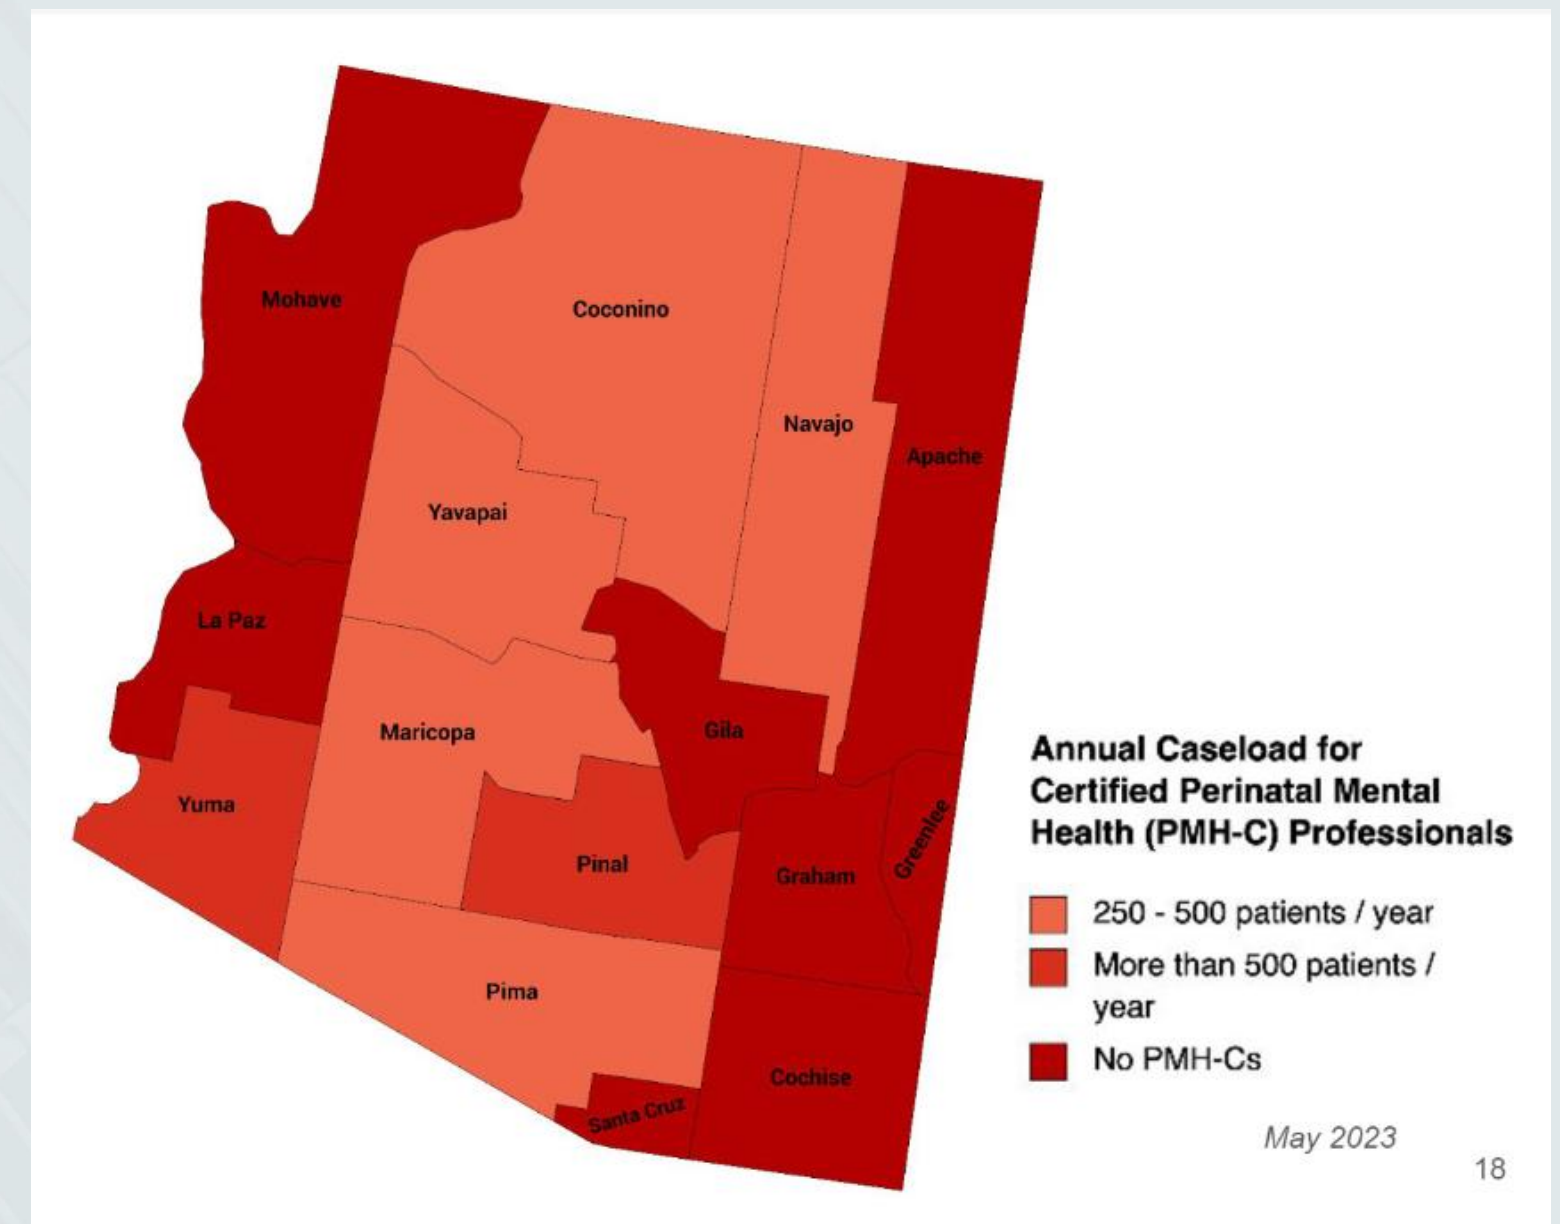 Mohave
Coconino
Navajo
Apache
Yavapai
La Paz
Maricopa
Gila
Yuma
Pinal
Graham
Greenlee
Pima
Cochise
Santa Cruz
Annual Caseload for
Certified Perinatal Mental
Health (PMH-C) Professionals
250 - 500 patients / year
More than 500 patients /
year
No PMH-Cs
May 2023
18